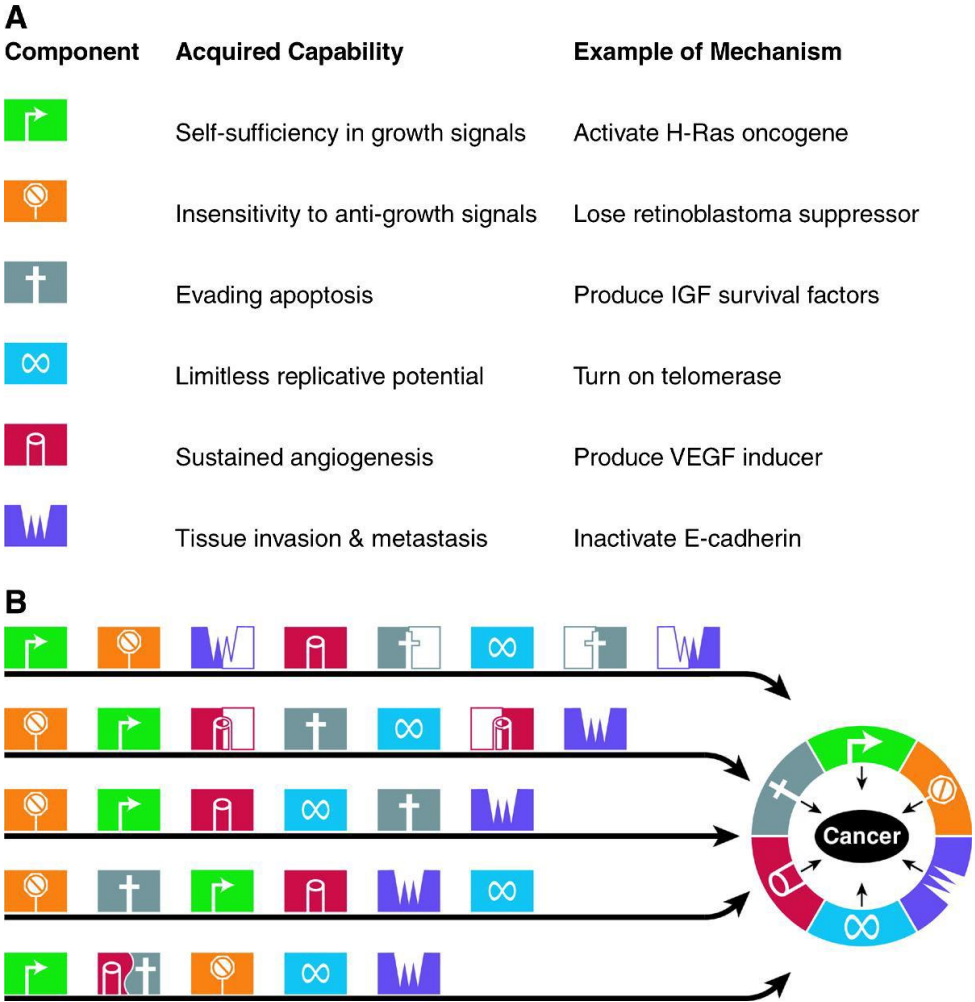 A
Component Acquired Capability Example of Mechanism
Self-sufficiency in growth signals Activate H-Ras oncogene
Insensitivity to anti-growth signals Lose retinoblastoma suppressor
Evading apoptosis Produce IGF survival factors
∞ Limitless replicative potential Turn on telomerase
Sustained angiogenesis Produce VEGF inducer
Tissue invasion & metastasis Inactivate E-cadherin
B
Cancer